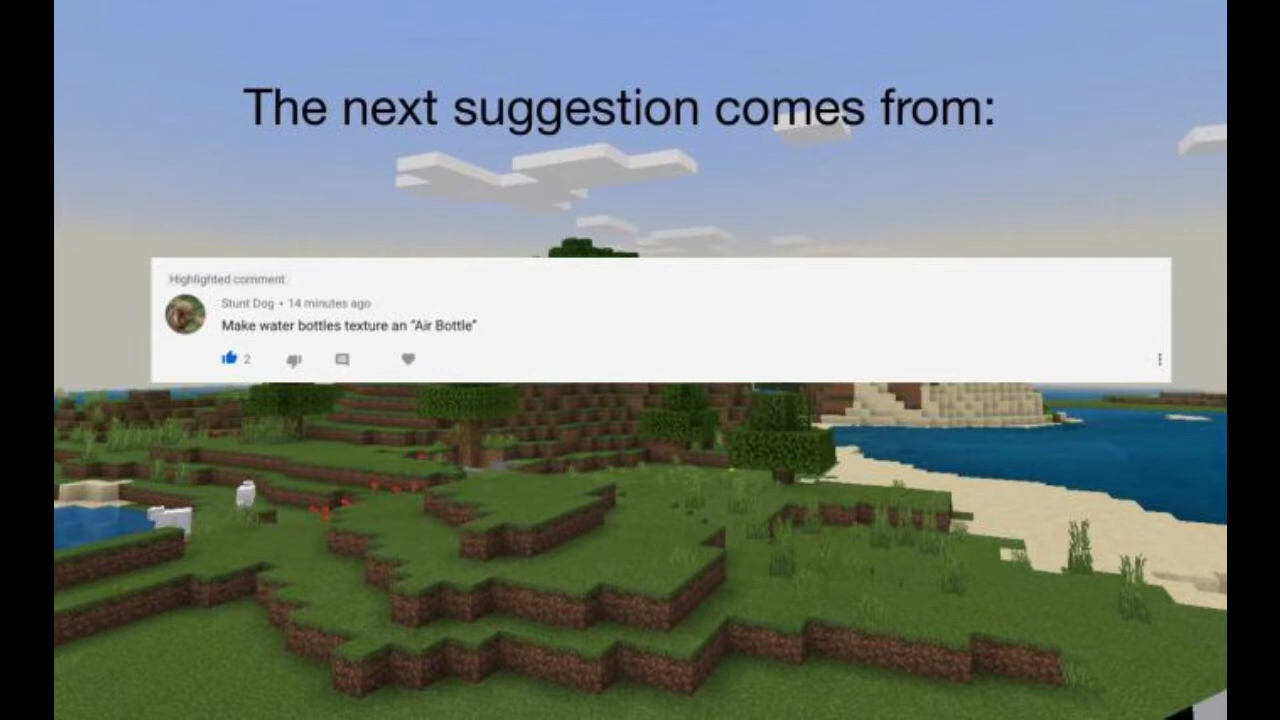 The next suggestion comes from:
Highlighted comment
Stunt Dog • 14 minutes ago
Make water bottles texture an “Air Bottle”
2